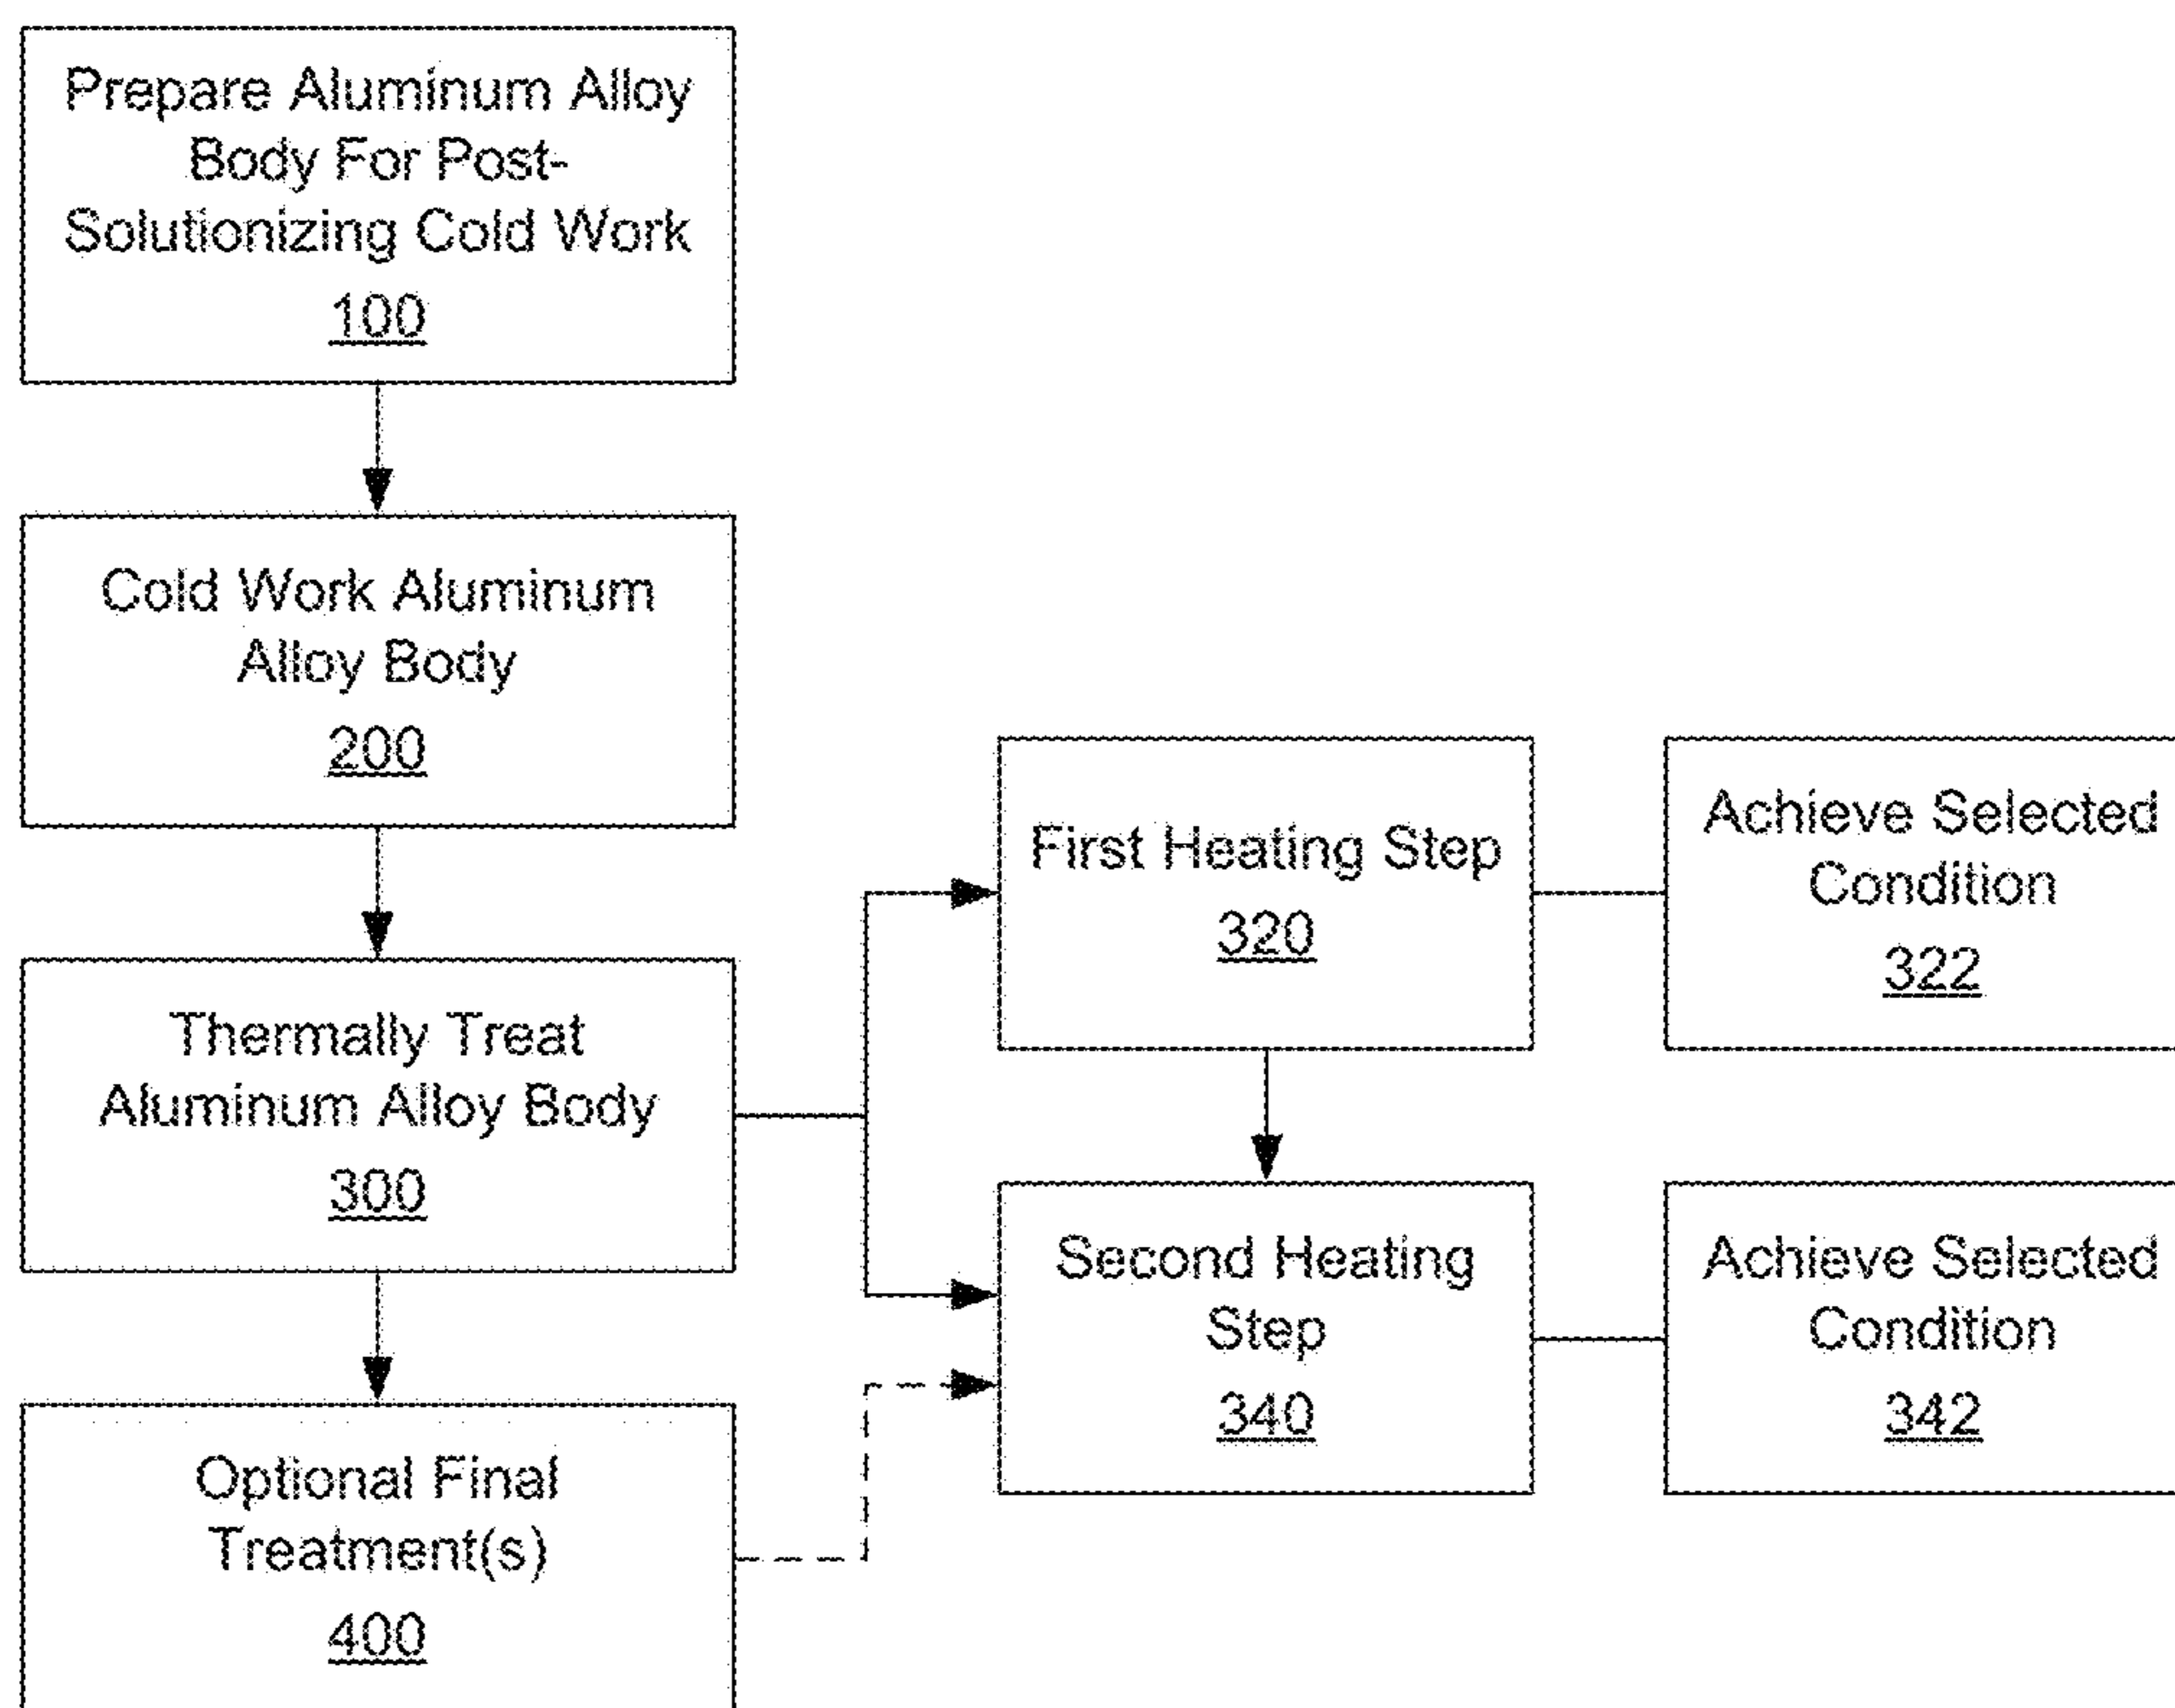 Prepare Aluminum Alloy
Body For Post-
Solutionizing Cold Work
100
Cold Work Aluminum
Alloy Body
200
Thermally Treat
Aluminum Alloy Body
300
Optional Final
Treatment(s)
400
First Heating Step
320
Achieve Selected
Condition
322
Second Heating
Step
340
Achieve Selected
Condition
342